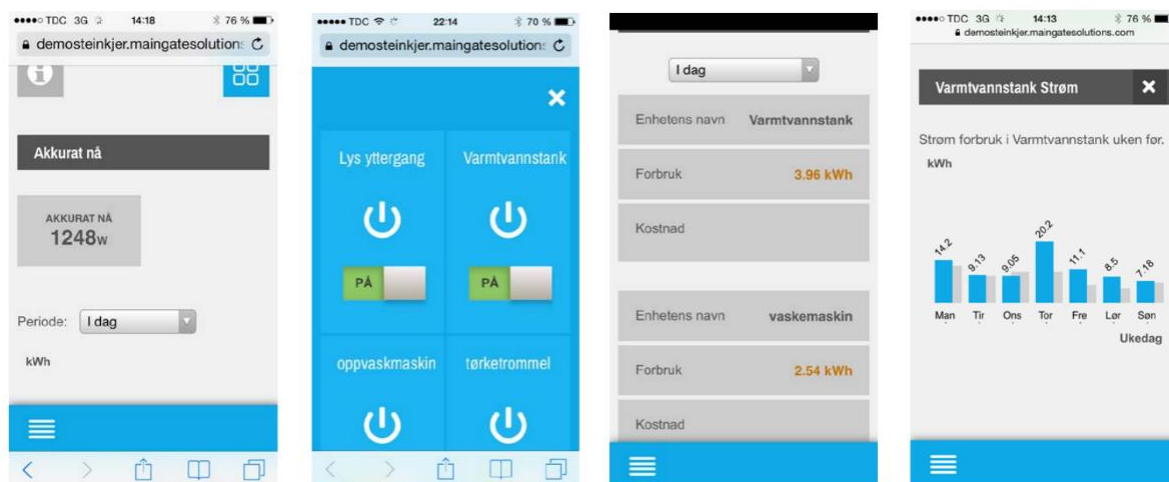 TDC 3G 14:18 76 %
demosteinkjer.maingatesolution:
Akkurat nå
AKKURAT NÅ
1248W
Periode: I dag
kWh
TDC 22:14 70 %
demosteinkjer.maingatesolution:
Lys yttergang Varmtvannstank
PÅ PÅ
oppvaskmaskin tørketrommel
I dag
Enhetens navn Varmtvannstank
Forbruk 3.96 kWh
Kostnad
Enhetens navn vaskemaskin
Forbruk 2.54 kWh
Kostnad
TDC 3G 14:13 76 %
demosteinkjer.maingatesolutions.com
Varmtvannstank Strøm
Strøm forbruk i Varmtvannstank uken før.
kWh
14.2 9.13 9.05 20.2 11.1 8.5 7.18
Man Tir Ons Tor Fre Lør Søn
Ukedag